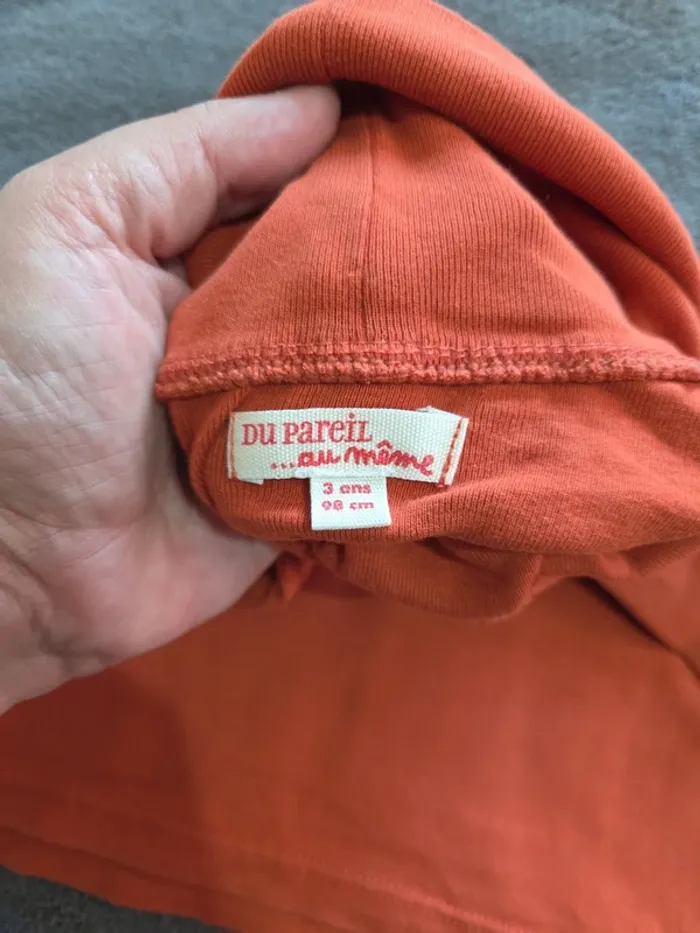 DU PAREIL
...au même
3 ans
98 cm